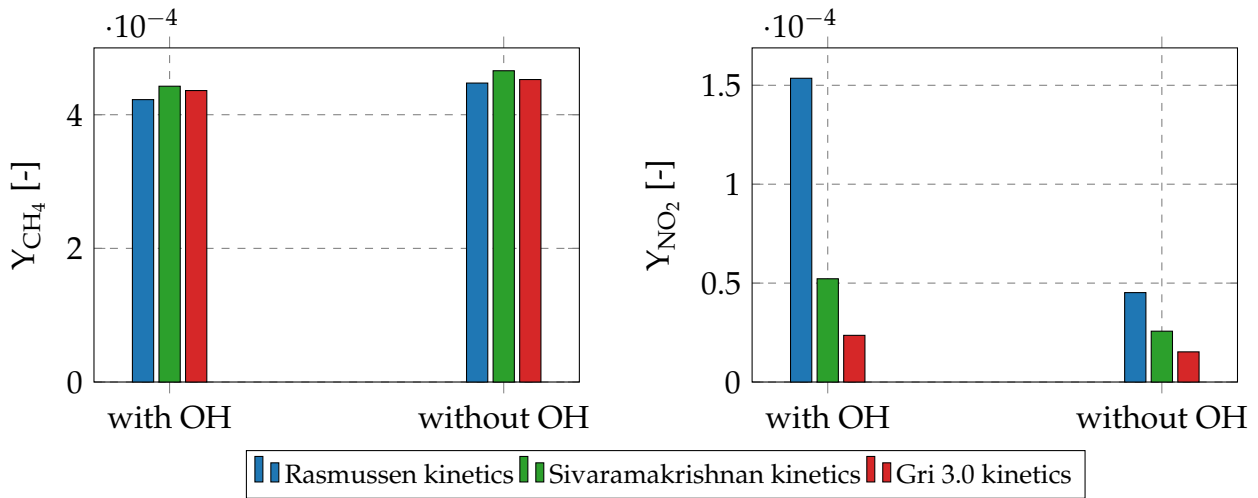 ·10⁻⁴
4
2
0
Y_CH₄ [-]
with OH
without OH
·10⁻⁴
1.5
1
0.5
0
Y_NO₂ [-]
with OH
without OH
Rasmussen kinetics Sivaramakrishnan kinetics Gri 3.0 kinetics